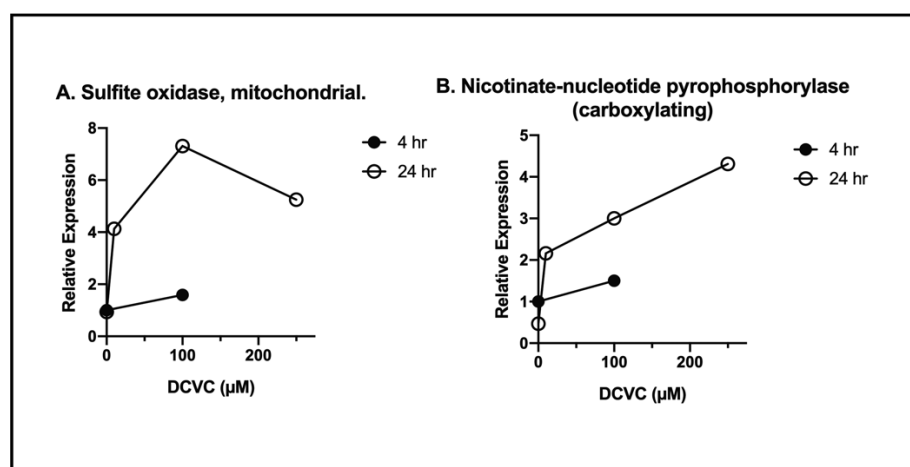 A. Sulfite oxidase, mitochondrial.
8
6
4
2
0
Relative Expression
0
100
200
DCVC (µM)
4 hr
24 hr
B. Nicotinate-nucleotide pyrophosphorylase
(carboxylating)
5
4
3
2
1
0
Relative Expression
0
100
200
DCVC (µM)
4 hr
24 hr